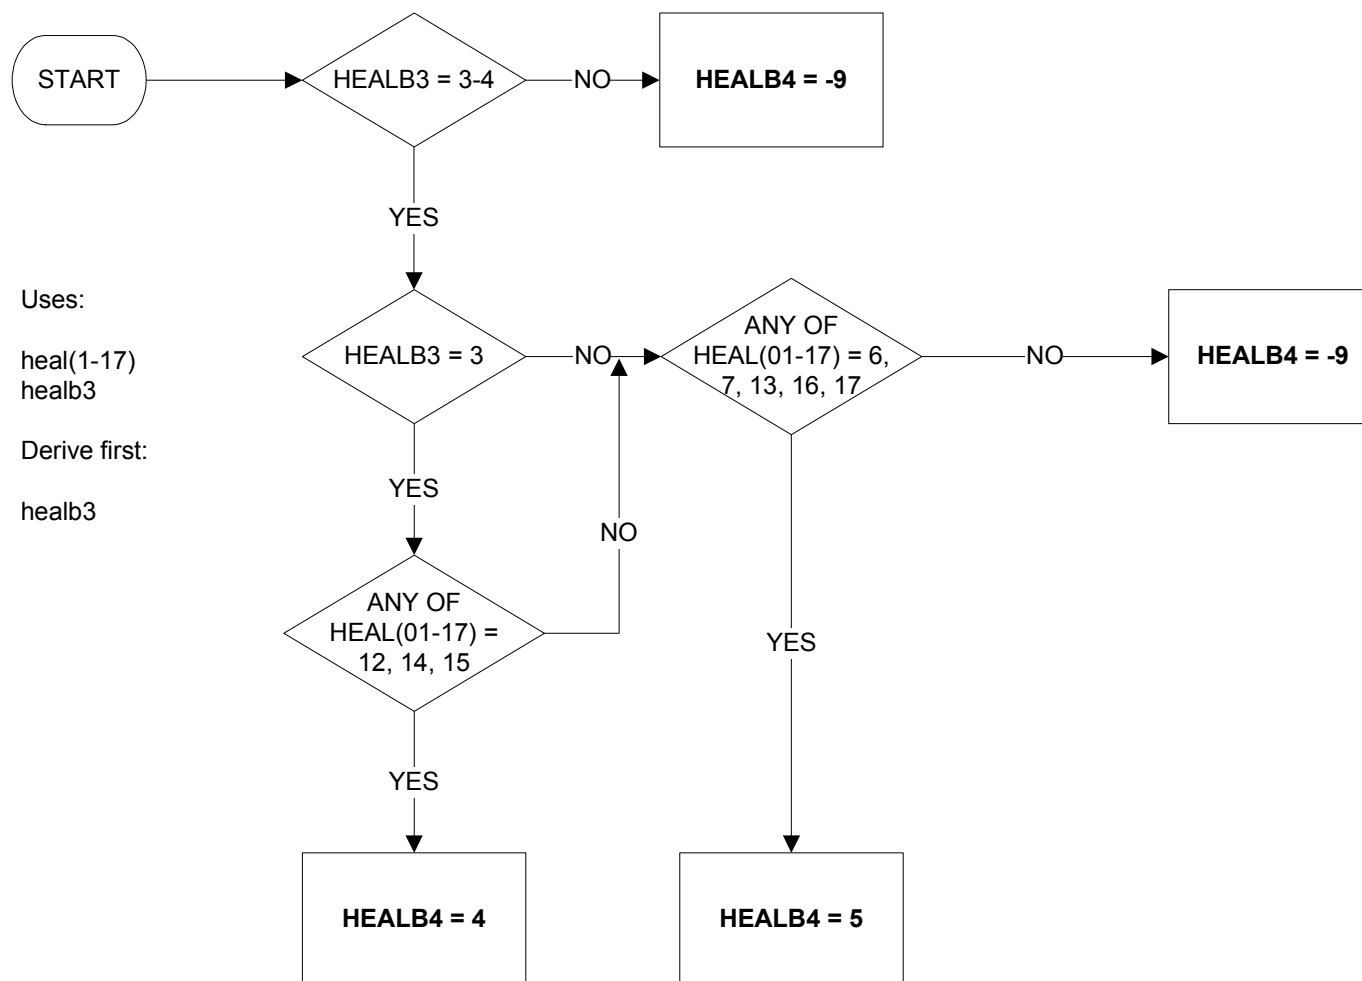 START
HEALB3 = 3-4
NO
HEALB4 = -9
YES
Uses:
heal(1-17)
healb3
Derive first:
healb3
HEALB3 = 3
NO
ANY OF
HEAL(01-17) = 6,
7, 13, 16, 17
NO
HEALB4 = -9
YES
NO
ANY OF
HEAL(01-17) =
12, 14, 15
YES
YES
HEALB4 = 4
HEALB4 = 5